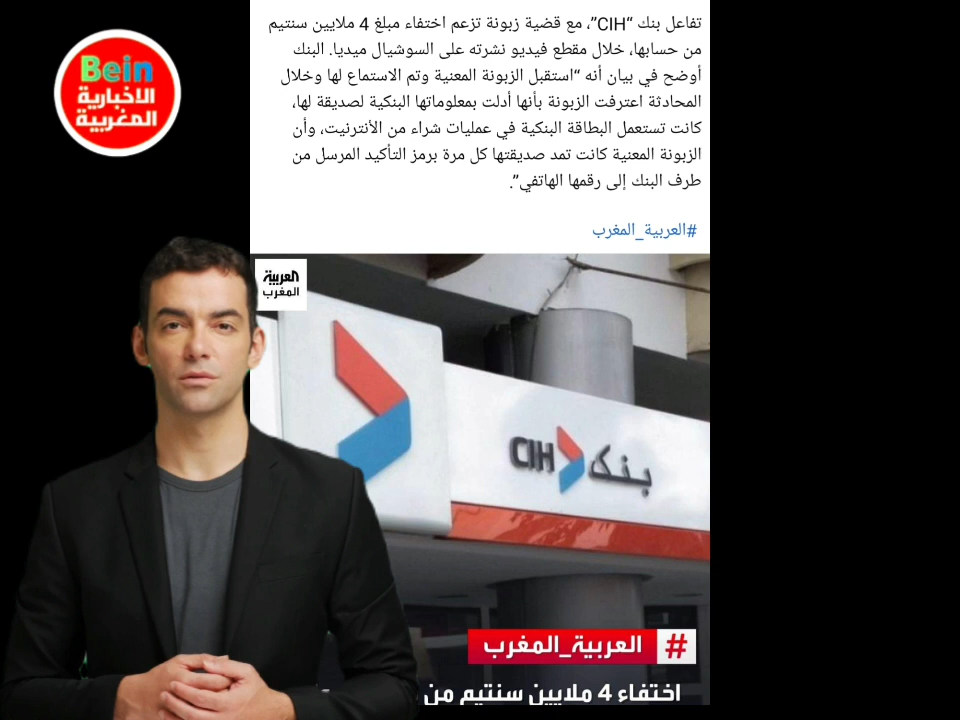 Bein
الاخبارية
المغربية
تفاعل بنك “CIH”، مع قضية زبونة تزعم اختفاء مبلغ 4 ملايين سنتيم
من حسابها، خلال مقطع فيديو نشرته على السوشيال ميديا. البنك
أوضح في بيان أنه “استقبل الزبونة المعنية وتم الاستماع لها وخلال
المحادثة اعترفت الزبونة بأنها أدلت بمعلوماتها البنكية لصديقة لها،
كانت تستعمل البطاقة البنكية في عمليات شراء من الأنترنيت، وأن
الزبونة المعنية كانت تمد صديقتها كل مرة برمز التأكيد المرسل من
طرف البنك إلى رقمها الهاتفي”.
#العربية_المغرب
العربية
المغرب
CIH بنك
# العربية_المغرب
اختفاء 4 ملايين سنتيم من